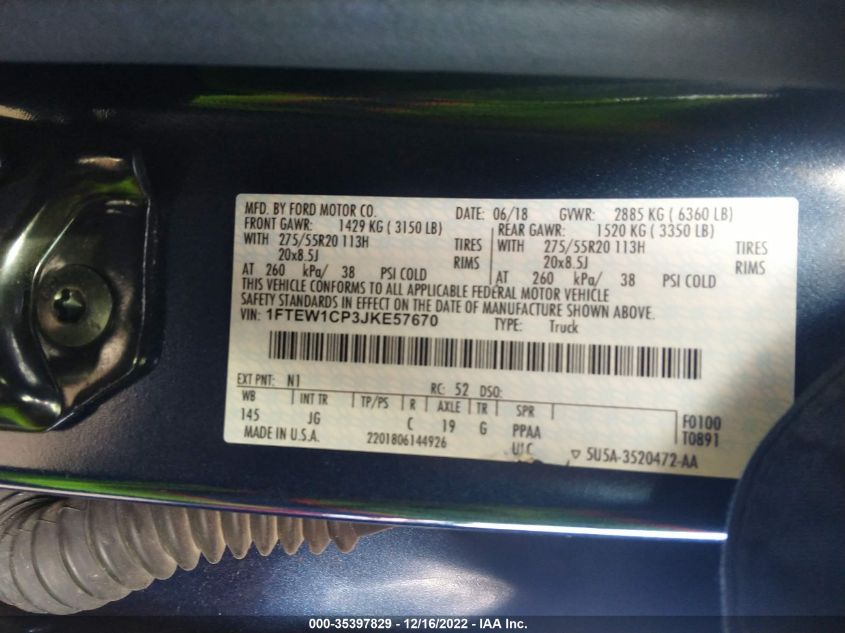 MFD. BY FORD MOTOR CO. DATE: 06/18 GVWR: 2885 KG ( 6360 LB)
FRONT GAWR: 1429 KG ( 3150 LB) REAR GAWR: 1520 KG ( 3350 LB)
WITH 275/55R20 113H TIRES WITH 275/55R20 113H TIRES
20x8.5J RIMS 20x8.5J RIMS
AT 260 kPa/ 38 PSI COLD AT 260 kPa/ 38 PSI COLD
THIS VEHICLE CONFORMS TO ALL APPLICABLE FEDERAL MOTOR VEHICLE
SAFETY STANDARDS IN EFFECT ON THE DATE OF MANUFACTURE SHOWN ABOVE.
VIN: 1FTEW1CP3JKE57670 TYPE: Truck
EXT PNT: N1 RC: 52 DSO:
WB INT TR TP/PS R AXLE TR SPR F0100
145 JG C 19 G PPAA T0891
MADE IN U.S.A. 2201806144926 UIC ▽ 5U5A-3520472-AA
000-35397829 - 12/16/2022 - IAA Inc.